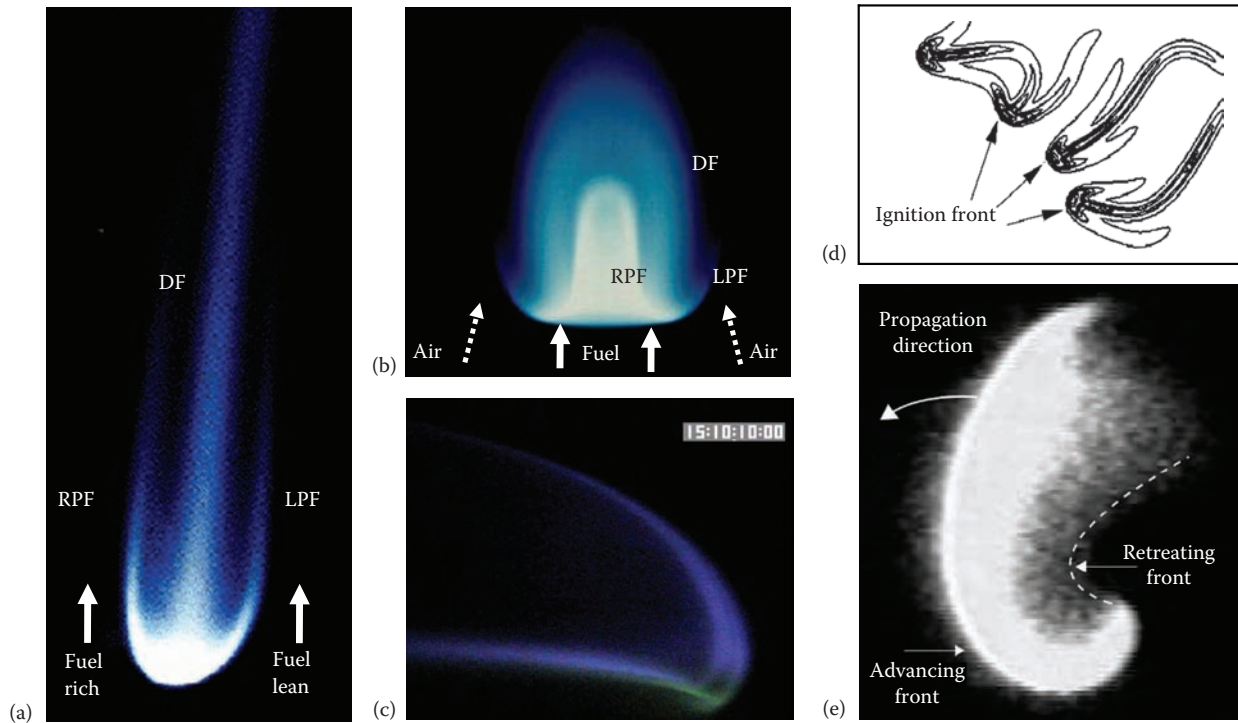 DF
RPF
LPF
Fuel
rich
Fuel
lean
(a)
DF
RPF
LPF
Air
Fuel
Air
(b)
15:10:10:00
(c)
Ignition front
(d)
Propagation
direction
Retreating
front
Advancing
front
(e)